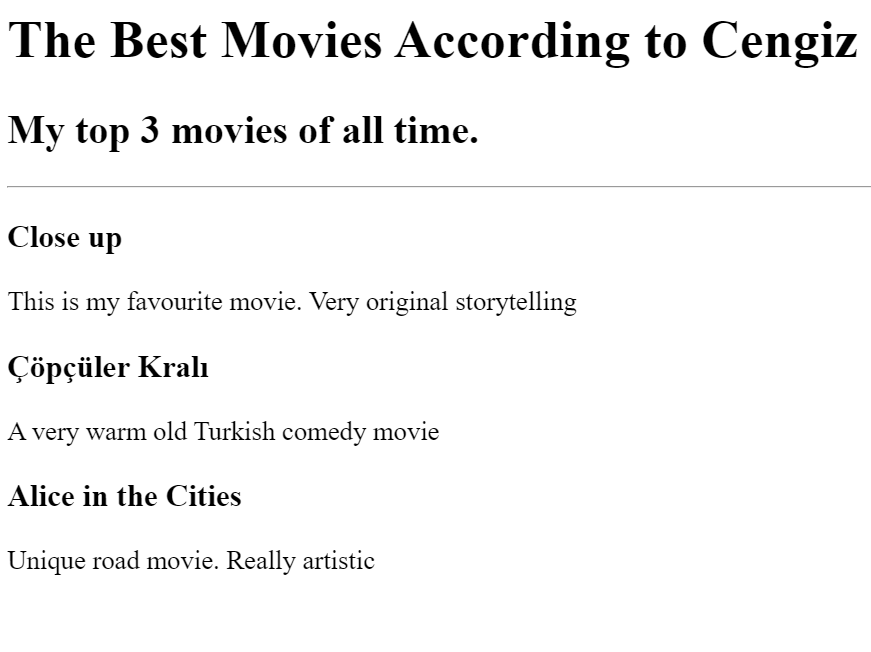 The Best Movies According to Cengiz
My top 3 movies of all time.
Close up
This is my favourite movie. Very original storytelling
Çöpçüler Kralı
A very warm old Turkish comedy movie
Alice in the Cities
Unique road movie. Really artistic